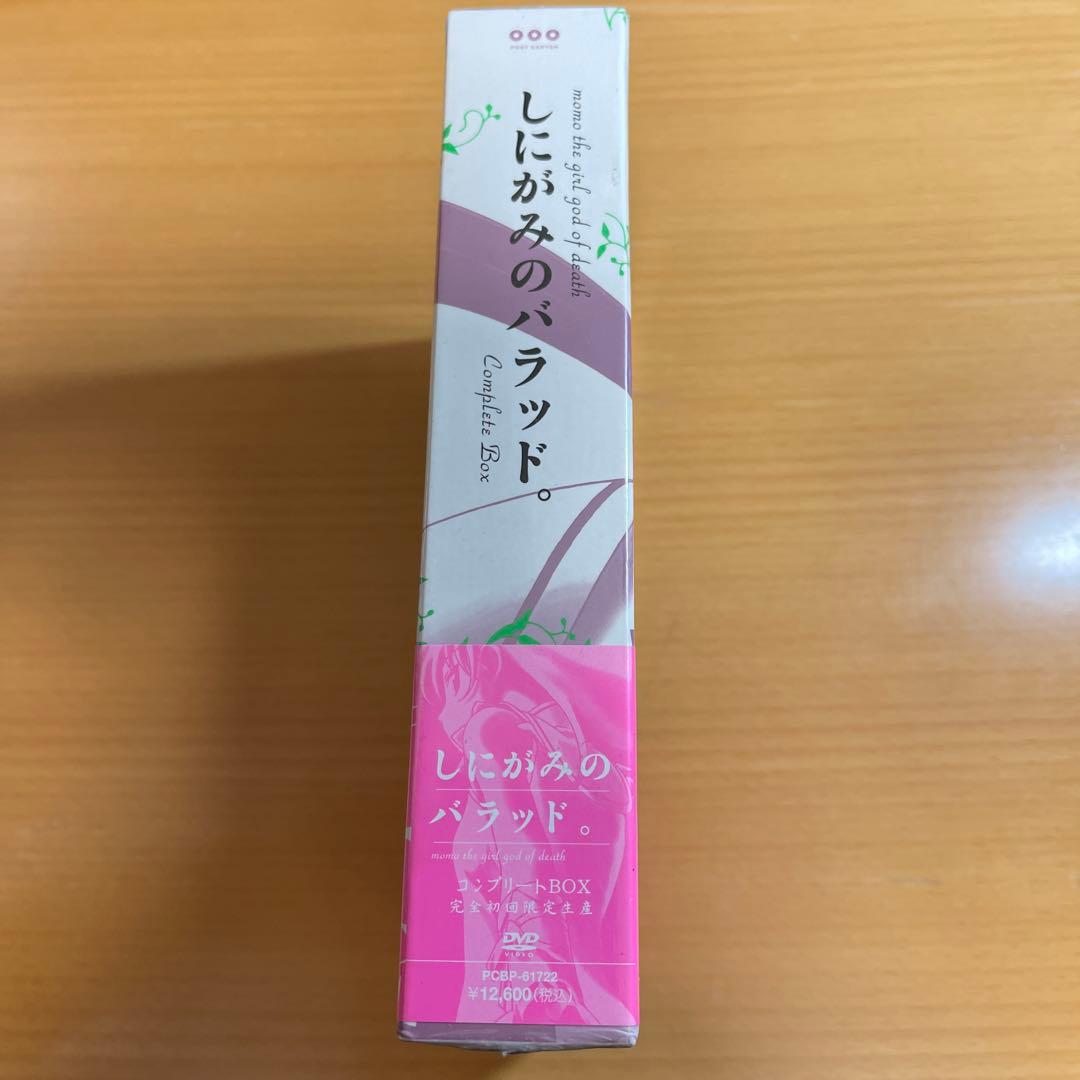 PONY CANYON
momo the girl god of death
しにがみのバラッド。
Complete Box
しにがみの
バラッド。
momo the girl god of death
コンプリートBOX
完全初回限定生産
DVD
VIDEO
PCBP-61722
¥12,600(税込)